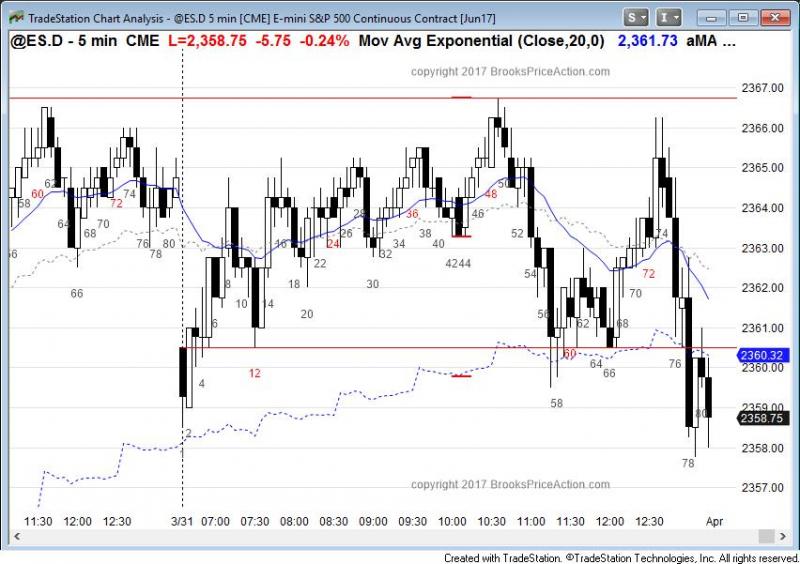 TradeStation Chart Analysis - @ES.D 5 min [CME] E-mini S&P 500 Continuous Contract [Jun17]
S I
@ES.D - 5 min CME L=2,358.75 -5.75 -0.24% Mov Avg Exponential (Close,20,0) 2,361.73 aMA ...
copyright 2017 BrooksPriceAction.com
2367.00
2366.00
2365.00
2364.00
2363.00
2362.00
2361.00
2360.32
2360.00
2359.00
2358.75
2358.00
2357.00
56 58 60 62 64 66 68 70 72 74 76 78 80
2 4 6 8 10 12 14 16 18 20 22 24 26 28 30 32 34 36 38 40 4244 46 48 50 52 54 56 58 60 62 64 66 68 70 72 74 76 78 80
copyright 2017 BrooksPriceAction.com
11:30 12:00 12:30 3/31 07:00 07:30 08:00 08:30 09:00 09:30 10:00 10:30 11:00 11:30 12:00 12:30 Apr
Created with TradeStation. ©TradeStation Technologies, Inc. All rights reserved.